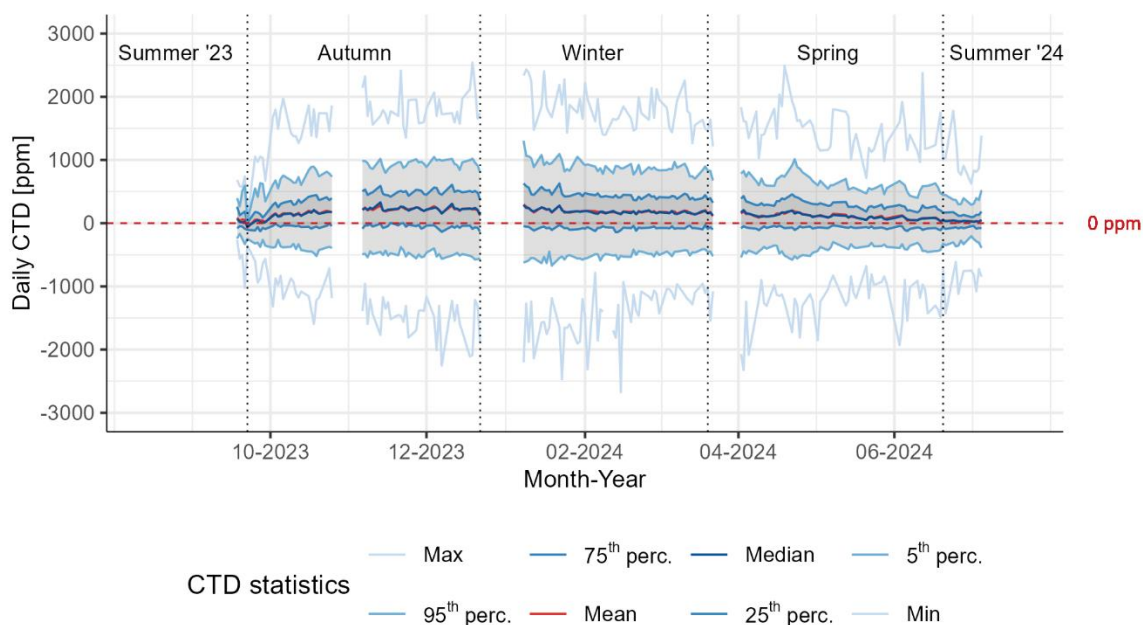 3000
Summer '23 Autumn Winter Spring Summer '24
2000
1000
0
0 ppm
-1000
-2000
-3000
Daily CTD [ppm]
10-2023 12-2023 02-2024 04-2024 06-2024
Month-Year
CTD statistics
Max 75th perc. Median 5th perc.
95th perc. Mean 25th perc. Min